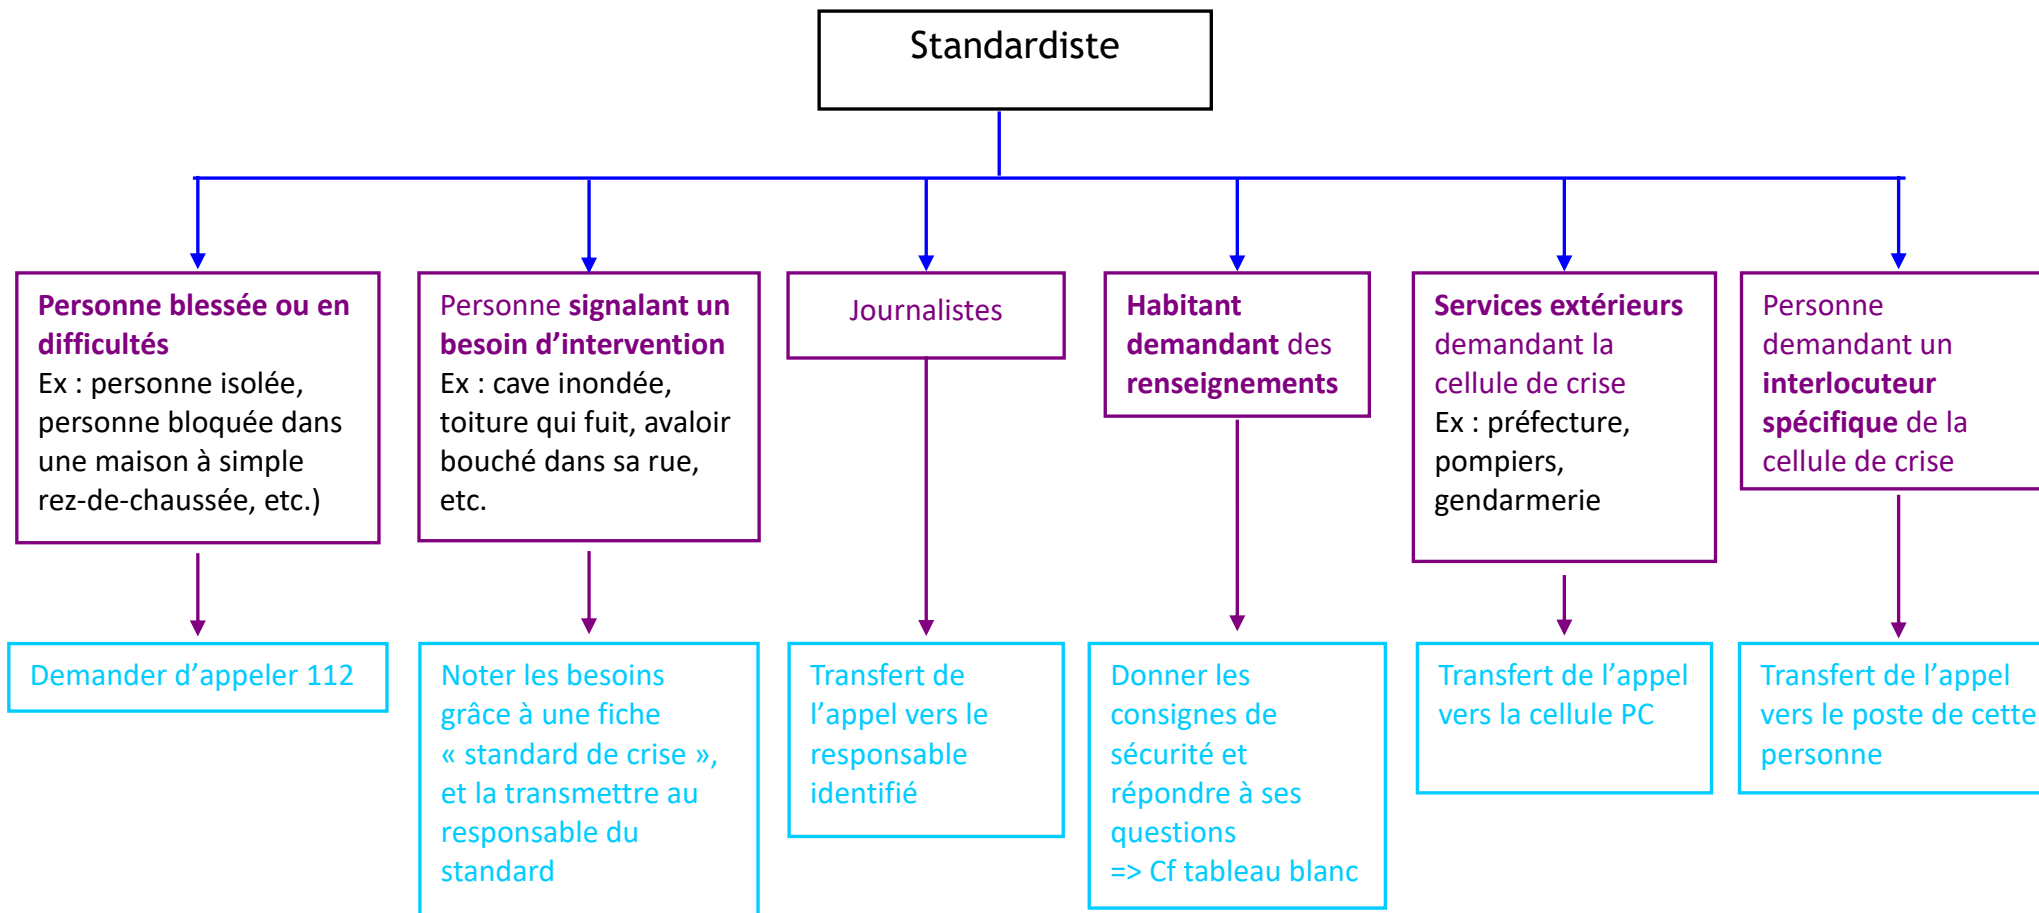 Standardiste
Personne blessée ou en
difficultés
Ex : personne isolée,
personne bloquée dans
une maison à simple
rez-de-chaussée, etc.)
Personne signalant un
besoin d’intervention
Ex : cave inondée,
toiture qui fuit, avaloir
bouché dans sa rue,
etc.
Journalistes
Habitant
demandant des
renseignements
Services extérieurs
demandant la
cellule de crise
Ex : préfecture,
pompiers,
gendarmerie
Personne
demandant un
interlocuteur
spécifique de la
cellule de crise
Demander d’appeler 112
Noter les besoins
grâce à une fiche
« standard de crise »,
et la transmettre au
responsable du
standard
Transfert de
l’appel vers le
responsable
identifié
Donner les
consignes de
sécurité et
répondre à ses
questions
=> Cf tableau blanc
Transfert de l’appel
vers la cellule PC
Transfert de l’appel
vers le poste de cette
personne